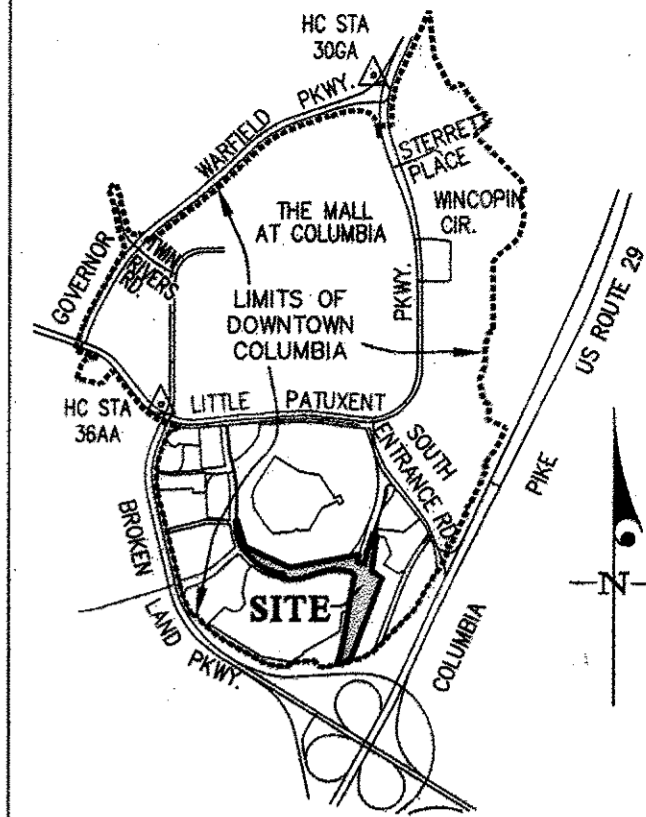 HC STA
30GA
GOVERNOR WARFIELD PKWY.
STERRETT
PLACE
WINCOPIN
CIR.
THE MALL
AT COLUMBIA
TWIN
RIVERS
RD.
LIMITS OF
DOWNTOWN
COLUMBIA
PKWY.
US ROUTE 29
HC STA
36AA
LITTLE PATUXENT
SOUTH
ENTRANCE RD.
COLUMBIA PIKE
BROKEN LAND PKWY.
SITE
N